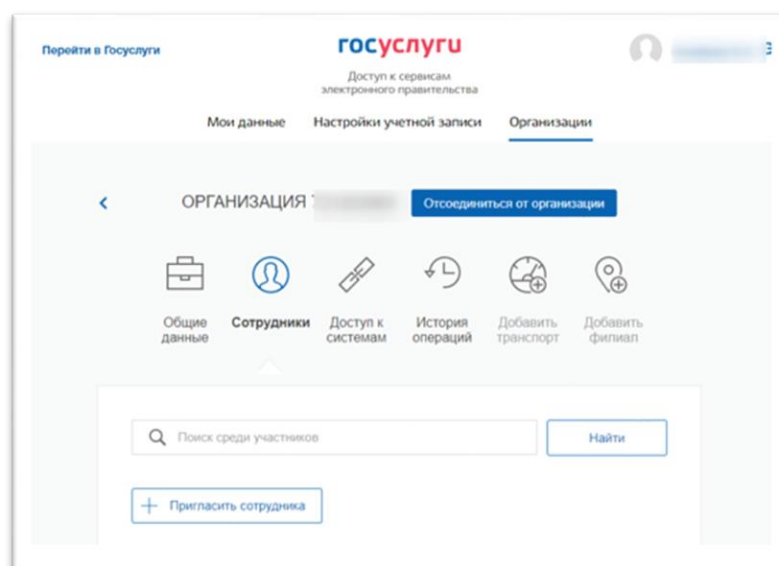 Перейти в Госуслуги
госуслуги
Доступ к сервисам
электронного правительства
Мои данные Настройки учетной записи Организации
ОРГАНИЗАЦИЯ Отсоединиться от организации
Общие данные Сотрудники Доступ к системам История операций Добавить транспорт Добавить филиал
Поиск среди участников Найти
+ Пригласить сотрудника